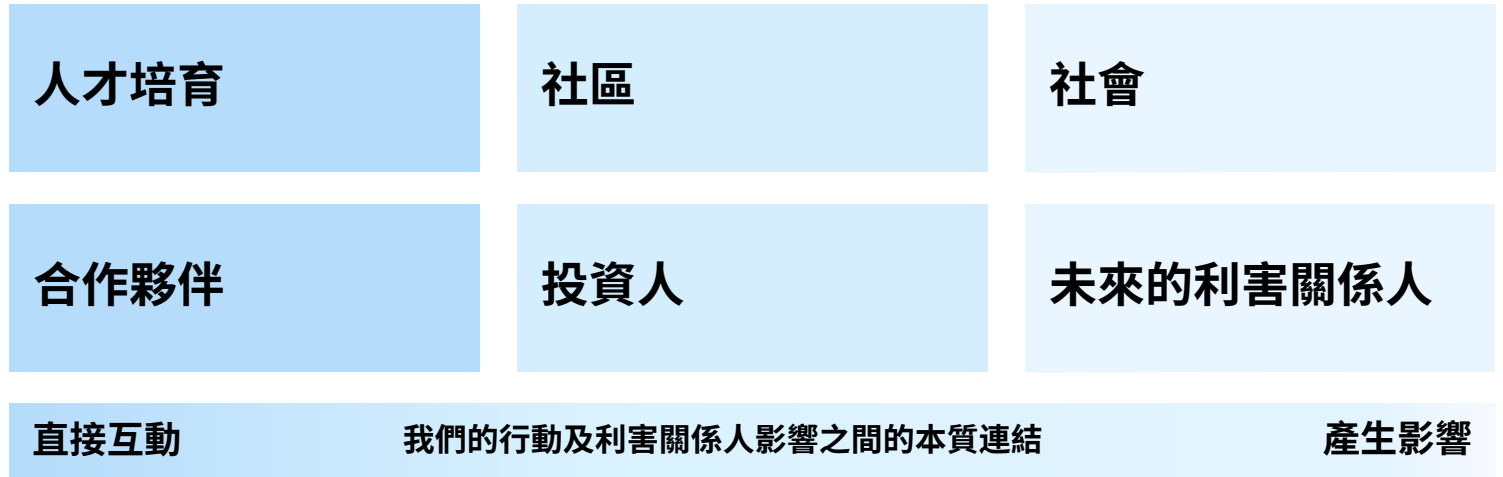 人才培育
社區
社會
合作夥伴
投資人
未來的利害關係人
直接互動
我們的行動及利害關係人影響之間的本質連結
產生影響